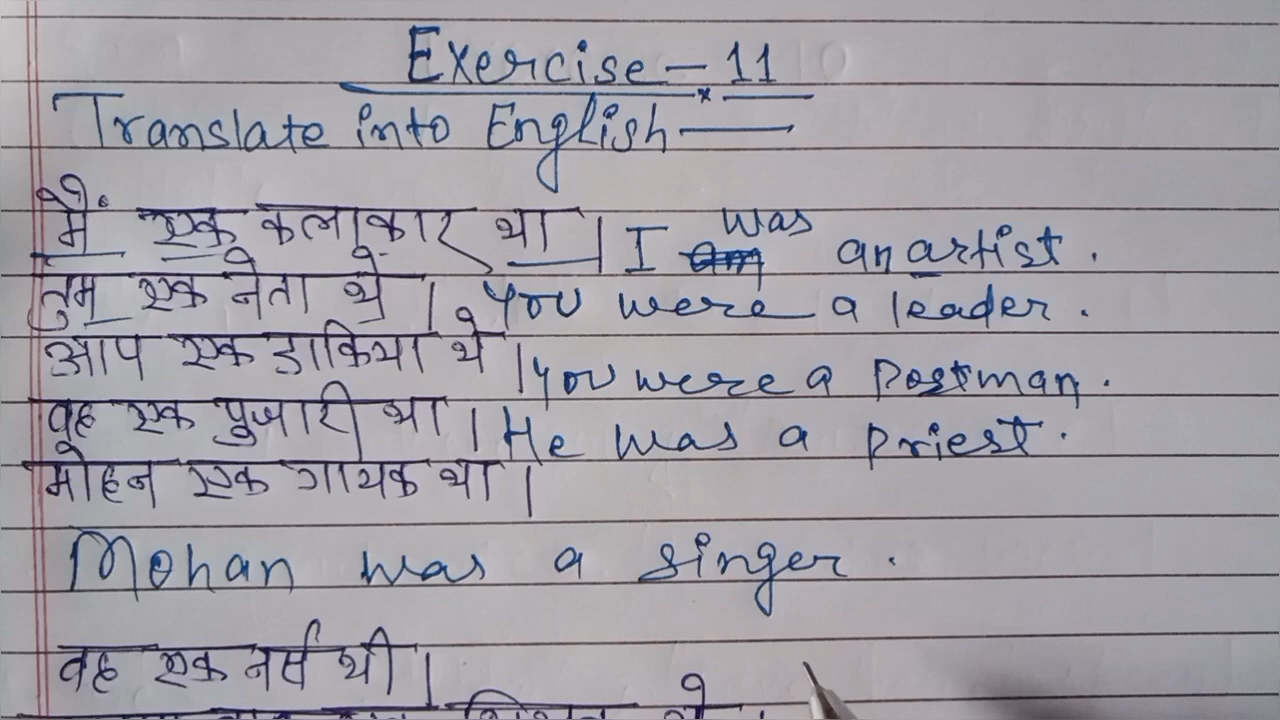 Exercise - 11
Translate into English —
मैं एक कलाकार था । I was an artist .
तुम एक नेता थे । You were a leader .
आप एक डाकिया थे । You were a Postman .
वह एक पुजारी था । He was a priest .
मोहन एक गायक था ।
Mohan was a singer .
वह एक नर्स थी ।